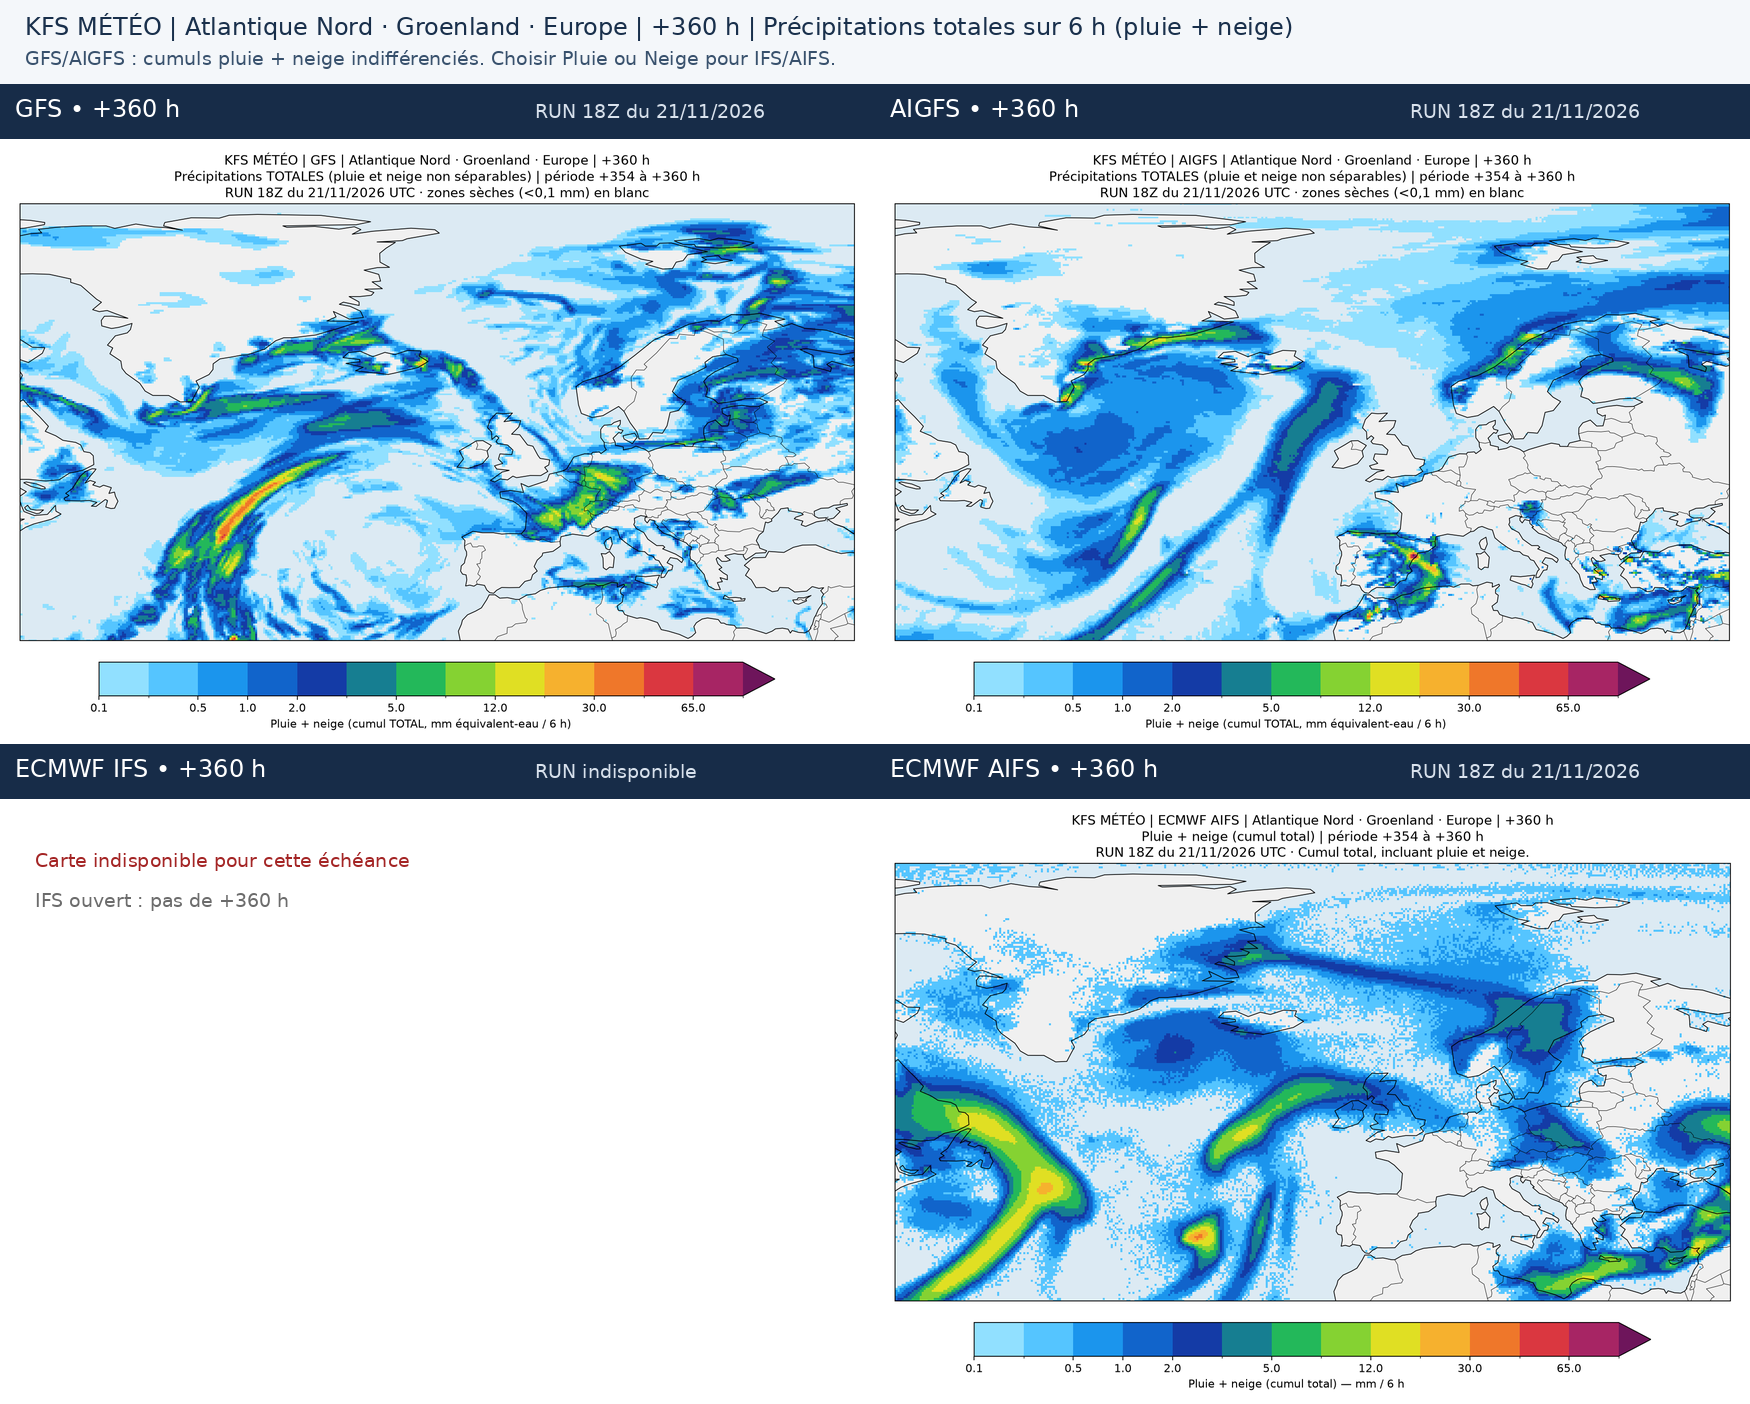 KFS MÉTÉO | Atlantique Nord · Groenland · Europe | +360 h | Précipitations totales sur 6 h (pluie + neige)
GFS/AIGFS : cumuls pluie + neige indifférenciés. Choisir Pluie ou Neige pour IFS/AIFS.
GFS • +360 h
RUN 18Z du 21/11/2026
AIGFS • +360 h
RUN 18Z du 21/11/2026
KFS MÉTÉO | GFS | Atlantique Nord · Groenland · Europe | +360 h
Précipitations TOTALES (pluie et neige non séparables) | période +354 à +360 h
RUN 18Z du 21/11/2026 UTC · zones sèches (<0,1 mm) en blanc
KFS MÉTÉO | AIGFS | Atlantique Nord · Groenland · Europe | +360 h
Précipitations TOTALES (pluie et neige non séparables) | période +354 à +360 h
RUN 18Z du 21/11/2026 UTC · zones sèches (<0,1 mm) en blanc
0.1 0.5 1.0 2.0 5.0 12.0 30.0 65.0
Pluie + neige (cumul TOTAL, mm équivalent-eau / 6 h)
0.1 0.5 1.0 2.0 5.0 12.0 30.0 65.0
Pluie + neige (cumul TOTAL, mm équivalent-eau / 6 h)
ECMWF IFS • +360 h
RUN indisponible
ECMWF AIFS • +360 h
RUN 18Z du 21/11/2026
Carte indisponible pour cette échéance
IFS ouvert : pas de +360 h
KFS MÉTÉO | ECMWF AIFS | Atlantique Nord · Groenland · Europe | +360 h
Pluie + neige (cumul total) | période +354 à +360 h
RUN 18Z du 21/11/2026 UTC · Cumul total, incluant pluie et neige.
0.1 0.5 1.0 2.0 5.0 12.0 30.0 65.0
Pluie + neige (cumul total) — mm / 6 h